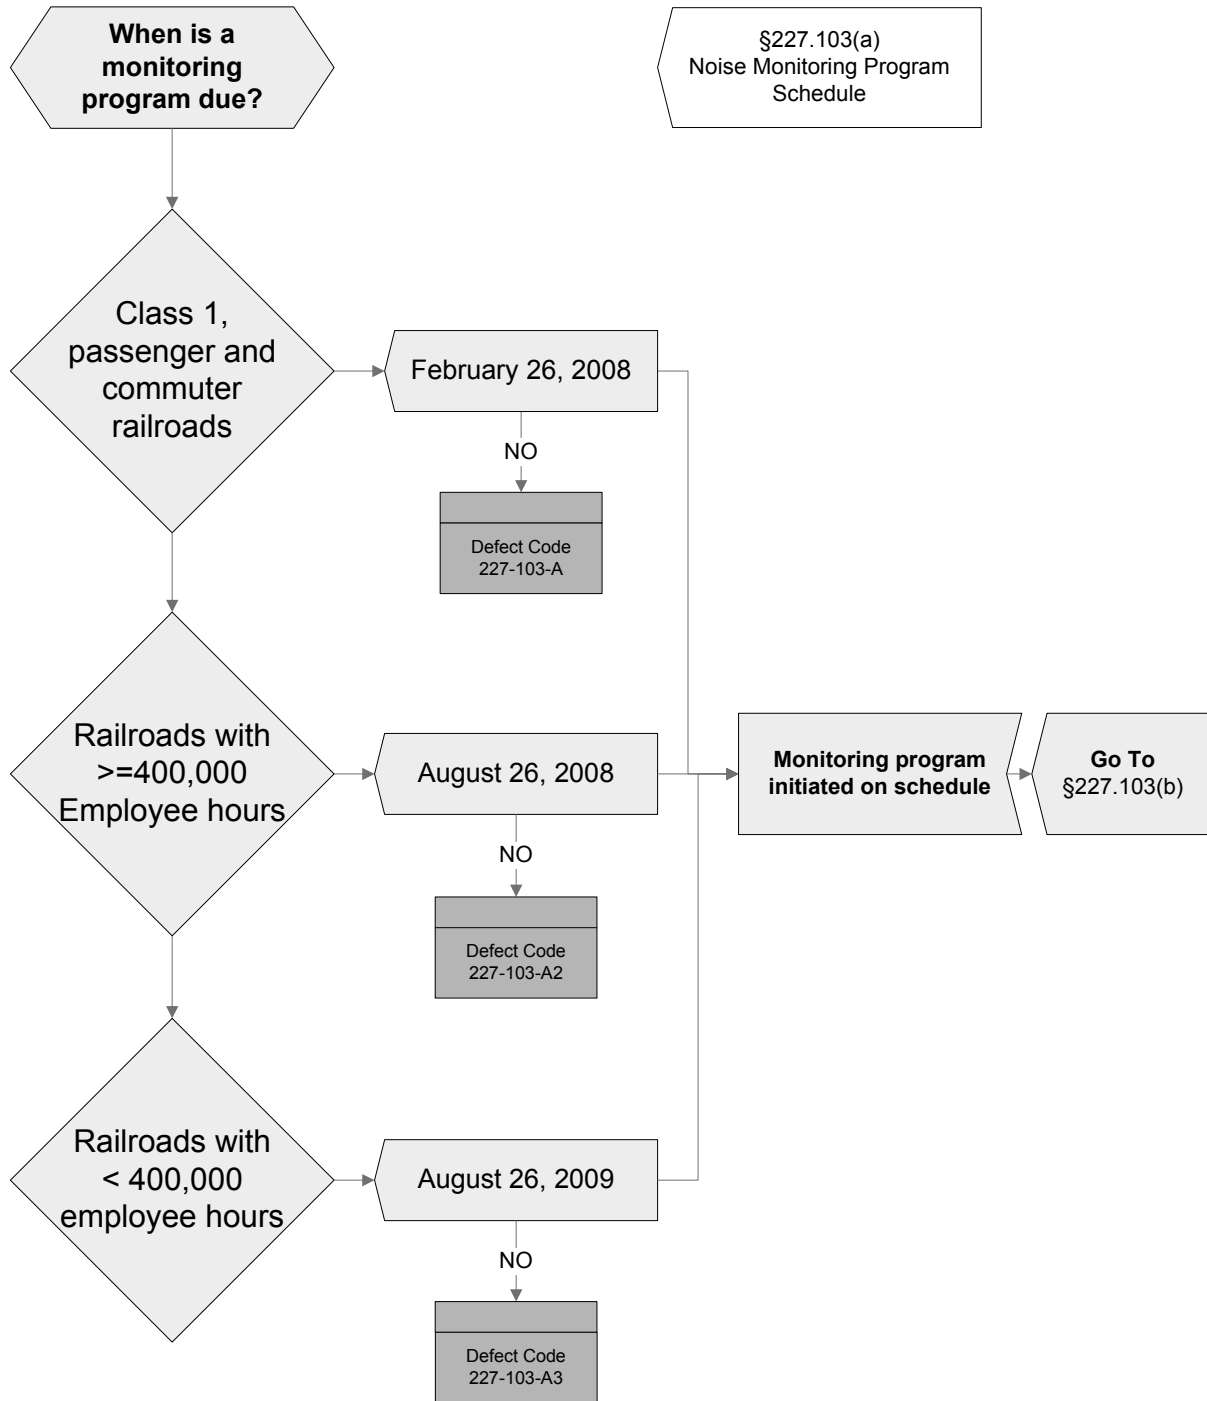 When is a
monitoring
program due?
§227.103(a)
Noise Monitoring Program
Schedule
Class 1,
passenger and
commuter
railroads
February 26, 2008
NO
Defect Code
227-103-A
Railroads with
>=400,000
Employee hours
August 26, 2008
NO
Defect Code
227-103-A2
Monitoring program
initiated on schedule
Go To
§227.103(b)
Railroads with
< 400,000
employee hours
August 26, 2009
NO
Defect Code
227-103-A3